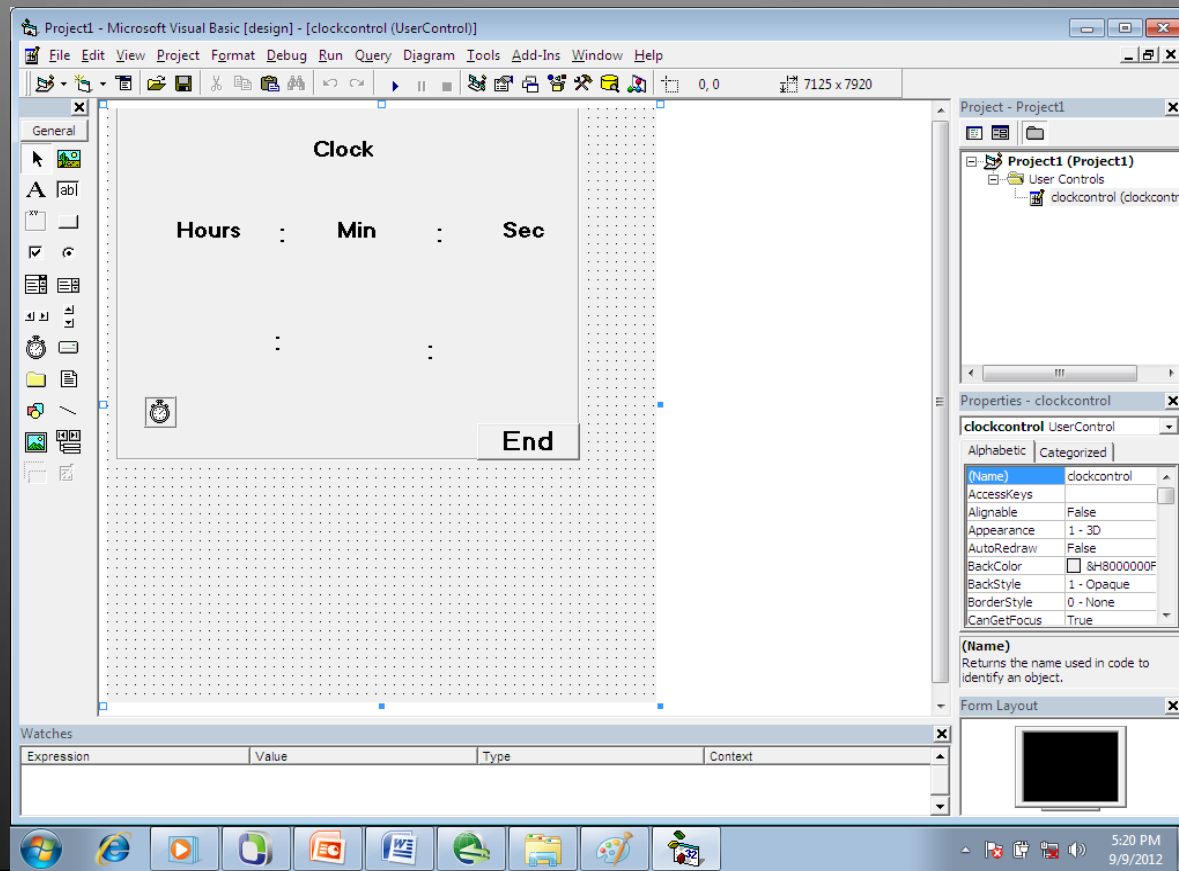 Project1 - Microsoft Visual Basic [design] - [clockcontrol (UserControl)]
File Edit View Project Format Debug Run Query Diagram Tools Add-Ins Window Help
0, 0 7125 x 7920
General
A ab|
XY
Clock
Hours : Min : Sec
: :
End
Project - Project1
Project1 (Project1)
User Controls
clockcontrol (clockcontr
Properties - clockcontrol
clockcontrol UserControl
Alphabetic Categorized
(Name) clockcontrol
AccessKeys
Alignable False
Appearance 1 - 3D
AutoRedraw False
BackColor &H8000000F
BackStyle 1 - Opaque
BorderStyle 0 - None
CanGetFocus True
(Name)
Returns the name used in code to
identify an object.
Form Layout
Watches
Expression Value Type Context
32
5:20 PM
9/9/2012